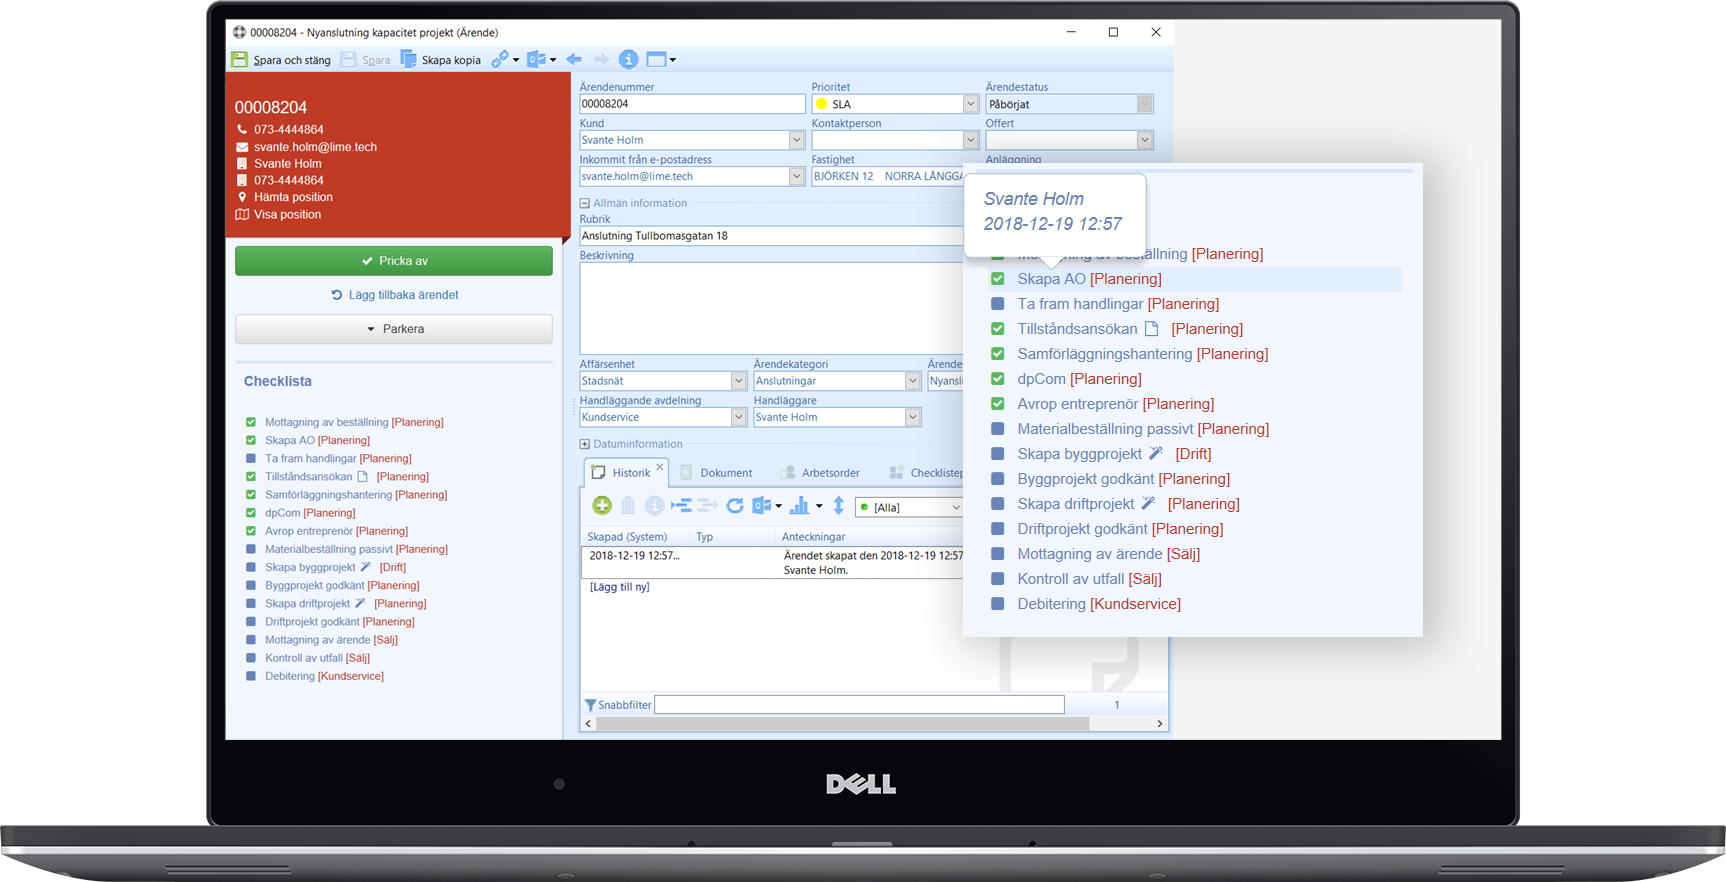 00008204 - Nyanslutning kapacitet projekt (Ärende)
Spara och stäng
Spara
Skapa kopia
00008204
073-4444864
svante.holm@lime.tech
Svante Holm
073-4444864
Hämta position
Visa position
Pricka av
Lägg tillbaka ärendet
Parkera
Checklista
Mottagning av beställning [Planering]
Skapa AO [Planering]
Ta fram handlingar [Planering]
Tillståndsansökan [Planering]
Samförläggningshantering [Planering]
dpCom [Planering]
Avrop entreprenör [Planering]
Materialbeställning passivt [Planering]
Skapa byggprojekt [Drift]
Byggprojekt godkänt [Planering]
Skapa driftprojekt [Planering]
Driftprojekt godkänt [Planering]
Mottagning av ärende [Sälj]
Kontroll av utfall [Sälj]
Debitering [Kundservice]
Ärendenummer
Prioritet
Ärendestatus
00008204
SLA
Påbörjat
Kund
Kontaktperson
Offert
Svante Holm
Inkommit från e-postadress
Fastighet
Anläggning
svante.holm@lime.tech
BJÖRKEN 12 NORRA LÅNGGA
Allmän information
Rubrik
Anslutning Tullbomasgatan 18
Beskrivning
Affärsenhet
Ärendekategori
Ärende
Stadsnät
Anslutningar
Nyansl
Handläggande avdelning
Handläggare
Kundservice
Svante Holm
Datuminformation
Historik
Dokument
Arbetsorder
Checklistep
[Alla]
Skapad (System)
Typ
Anteckningar
2018-12-19 12:57...
Ärendet skapat den 2018-12-19 12:57
Svante Holm.
[Lägg till ny]
Snabbfilter
1
Svante Holm
2018-12-19 12:57
Mottagning av beställning [Planering]
Skapa AO [Planering]
Ta fram handlingar [Planering]
Tillståndsansökan [Planering]
Samförläggningshantering [Planering]
dpCom [Planering]
Avrop entreprenör [Planering]
Materialbeställning passivt [Planering]
Skapa byggprojekt [Drift]
Byggprojekt godkänt [Planering]
Skapa driftprojekt [Planering]
Driftprojekt godkänt [Planering]
Mottagning av ärende [Sälj]
Kontroll av utfall [Sälj]
Debitering [Kundservice]
DELL